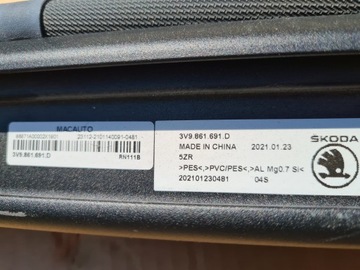 MACAUTO
3V9.861.691.D
RN111B
3V9.861.691.D
MADE IN CHINA 2021.01.23
5ZR
>PES<,>PVC/PES<,>AL Mg0.7 Si<
202101230481 04S
ŠKODA